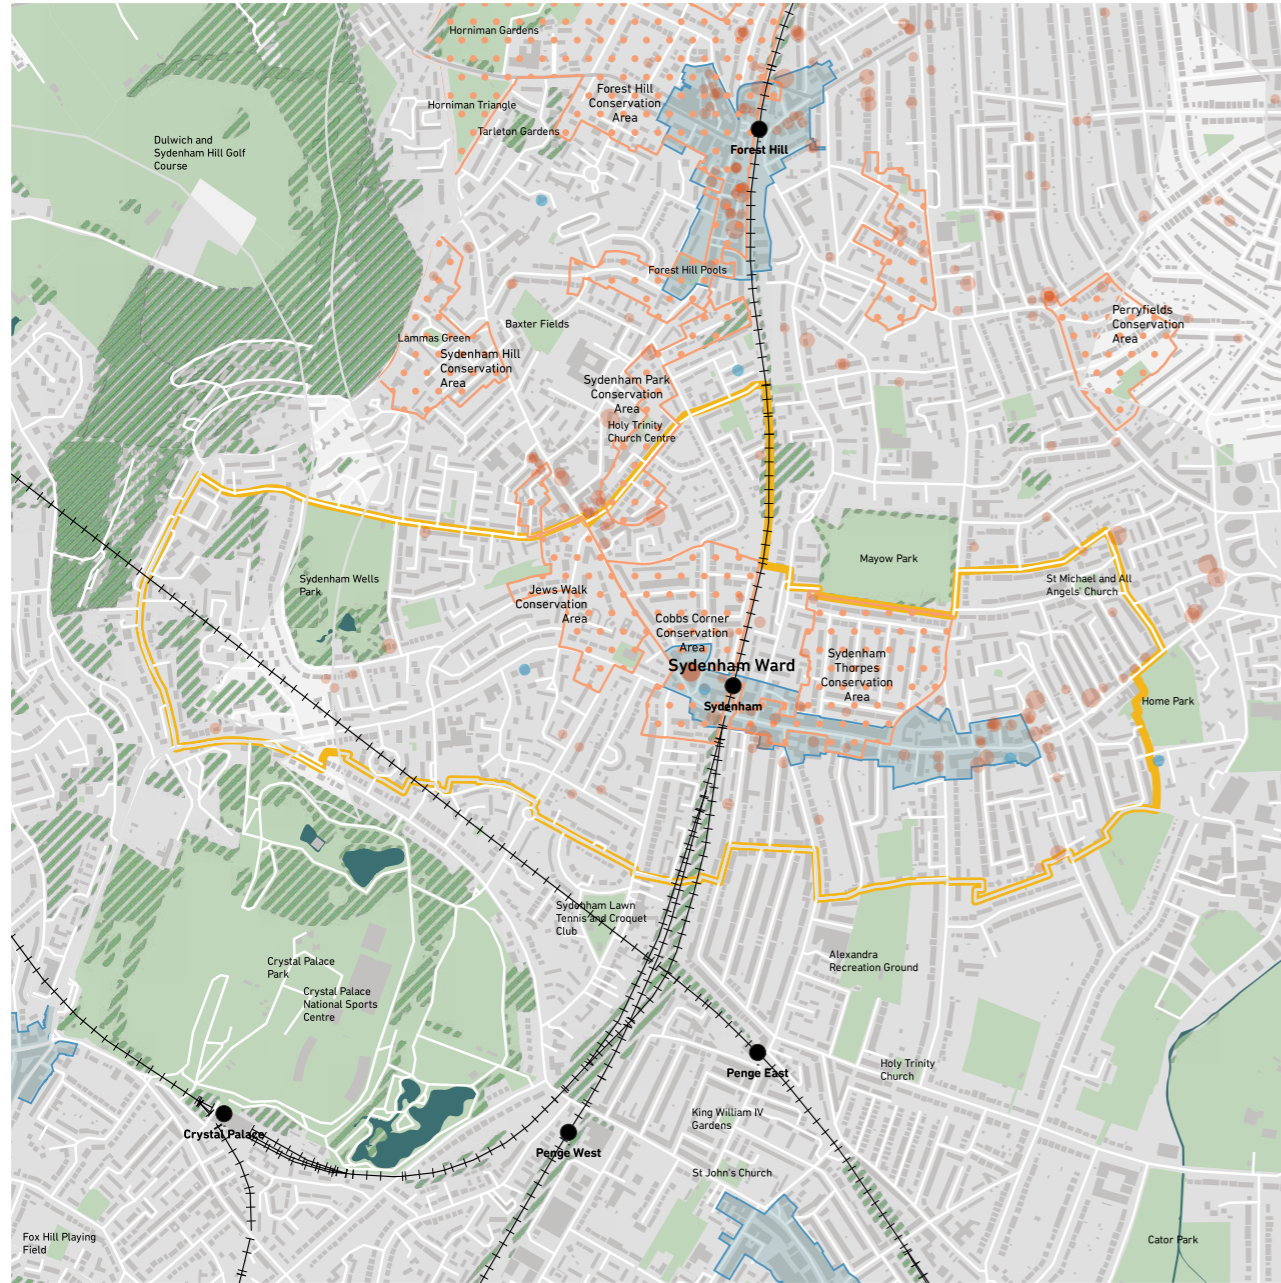 Horniman Gardens
Forest Hill
Conservation
Area
Horniman Triangle
Tarleton Gardens
Dulwich and
Sydenham Hill Golf
Course
Forest Hill
Forest Hill Pools
Baxter Fields
Perryfields
Conservation
Area
Lammas Green
Sydenham Hill
Conservation
Area
Sydenham Park
Conservation
Area
Holy Trinity
Church Centre
Mayow Park
Sydenham Wells
Park
St Michael and All
Angels' Church
Jews Walk
Conservation
Area
Cobbs Corner
Conservation
Area
Sydenham Ward
Sydenham
Thorpes
Conservation
Area
Sydenham
Home Park
Sydenham Lawn
Tennis and Croquet
Club
Crystal Palace
Park
Crystal Palace
National Sports
Centre
Alexandra
Recreation Ground
Penge East
Holy Trinity
Church
Crystal Palace
Penge West
King William IV
Gardens
St John's Church
Fox Hill Playing
Field
Cator Park